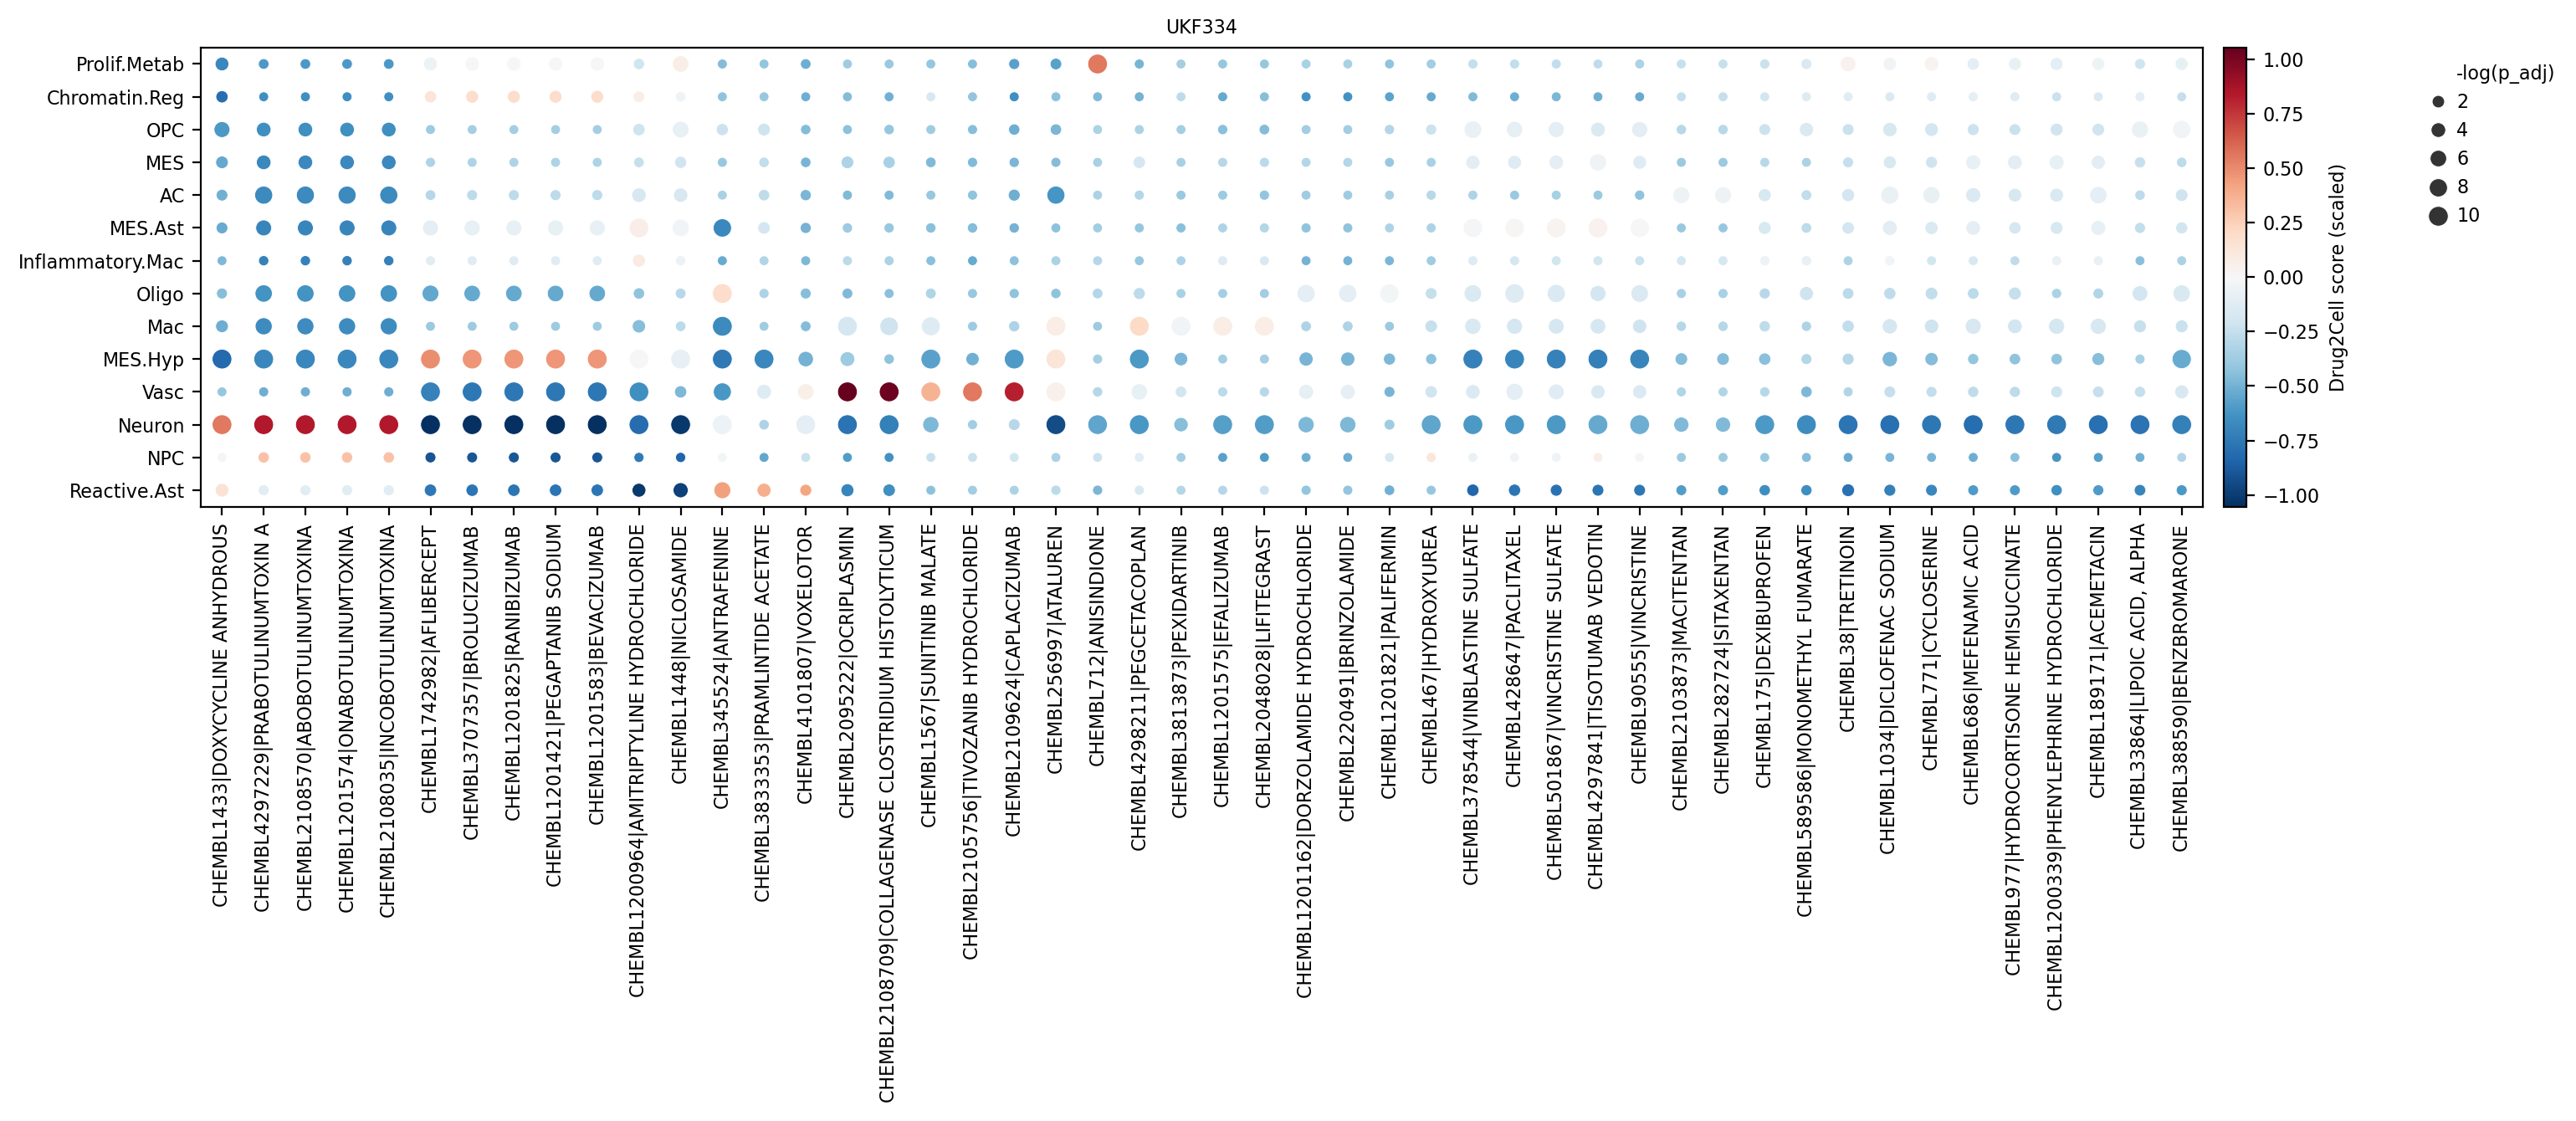 UKF334
Prolif.Metab
Chromatin.Reg
OPC
MES
AC
MES.Ast
Inflammatory.Mac
Oligo
Mac
MES.Hyp
Vasc
Neuron
NPC
Reactive.Ast
CHEMBL1433|DOXYCYCLINE ANHYDROUS
CHEMBL4297229|PRABOTULINUMTOXIN A
CHEMBL2108570|ABOBOTULINUMTOXINA
CHEMBL1201574|ONABOTULINUMTOXINA
CHEMBL2108035|INCOBOTULINUMTOXINA
CHEMBL1742982|AFLIBERCEPT
CHEMBL3707357|BROLUCIZUMAB
CHEMBL1201825|RANIBIZUMAB
CHEMBL1201421|PEGAPTANIB SODIUM
CHEMBL1201583|BEVACIZUMAB
CHEMBL1200964|AMITRIPTYLINE HYDROCHLORIDE
CHEMBL1448|NICLOSAMIDE
CHEMBL345524|ANTRAFENINE
CHEMBL3833353|PRAMLINTIDE ACETATE
CHEMBL4101807|VOXELOTOR
CHEMBL2095222|OCRIPLASMIN
CHEMBL2108709|COLLAGENASE CLOSTRIDIUM HISTOLYTICUM
CHEMBL1567|SUNITINIB MALATE
CHEMBL2105756|TIVOZANIB HYDROCHLORIDE
CHEMBL2109624|CAPLACIZUMAB
CHEMBL256997|ATALUREN
CHEMBL712|ANISINDIONE
CHEMBL4298211|PEGCETACOPLAN
CHEMBL3813873|PEXIDARTINIB
CHEMBL1201575|EFALIZUMAB
CHEMBL2048028|LIFITEGRAST
CHEMBL1201162|DORZOLAMIDE HYDROCHLORIDE
CHEMBL220491|BRINZOLAMIDE
CHEMBL1201821|PALIFERMIN
CHEMBL467|HYDROXYUREA
CHEMBL3878544|VINBLASTINE SULFATE
CHEMBL428647|PACLITAXEL
CHEMBL501867|VINCRISTINE SULFATE
CHEMBL4297841|TISOTUMAB VEDOTIN
CHEMBL90555|VINCRISTINE
CHEMBL2103873|MACITENTAN
CHEMBL282724|SITAXENTAN
CHEMBL175|DEXIBUPROFEN
CHEMBL589586|MONOMETHYL FUMARATE
CHEMBL38|TRETINOIN
CHEMBL1034|DICLOFENAC SODIUM
CHEMBL771|CYCLOSERINE
CHEMBL686|MEFENAMIC ACID
CHEMBL977|HYDROCORTISONE HEMISUCCINATE
CHEMBL1200339|PHENYLEPHRINE HYDROCHLORIDE
CHEMBL189171|ACEMETACIN
CHEMBL33864|LIPOIC ACID, ALPHA
CHEMBL388590|BENZBROMARONE
1.00
0.75
0.50
0.25
0.00
−0.25
−0.50
−0.75
−1.00
Drug2Cell score (scaled)
-log(p_adj)
2
4
6
8
10